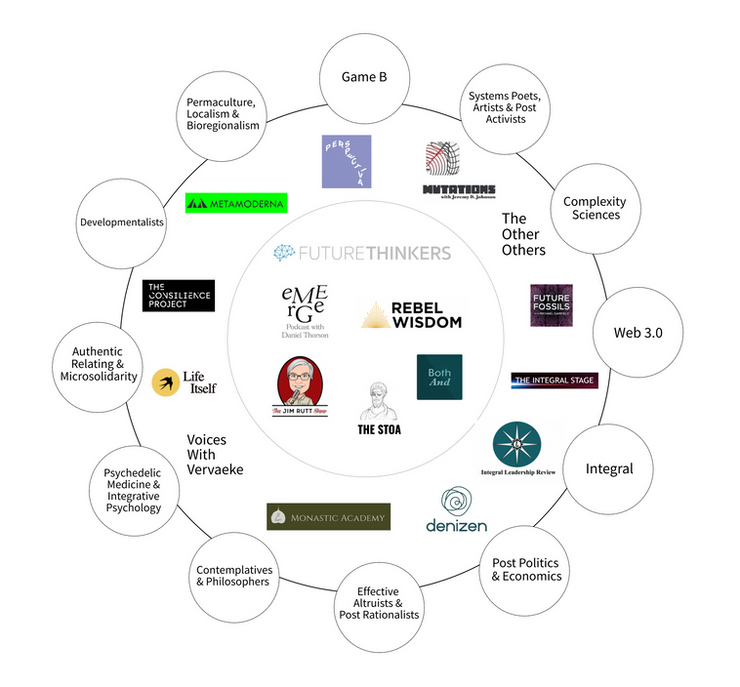 Game B
Permaculture,
Localism &
Bioregionalism
Systems Poets,
Artists & Post
Activists
PERSPECTIVA
MUTATIONS
with Jeremy D. Johnson
METAMODERNA
Developmentalists
Complexity
Sciences
The
Other
Others
FUTURETHINKERS
THE
CONSILIENCE
PROJECT
eMERGe
Podcast with
Daniel Thorson
REBEL
WISDOM
FUTURE
FOSSILS
Web 3.0
Authentic
Relating &
Microsolidarity
Life
Itself
The JIM RUTT Show
THE STOA
Both
And
THE INTEGRAL STAGE
Voices
With
Vervaeke
Integral Leadership Review
Integral
Psychedelic
Medicine &
Integrative
Psychology
MONASTIC ACADEMY
denizen
Contemplatives
& Philosophers
Effective
Altruists &
Post Rationalists
Post Politics
& Economics